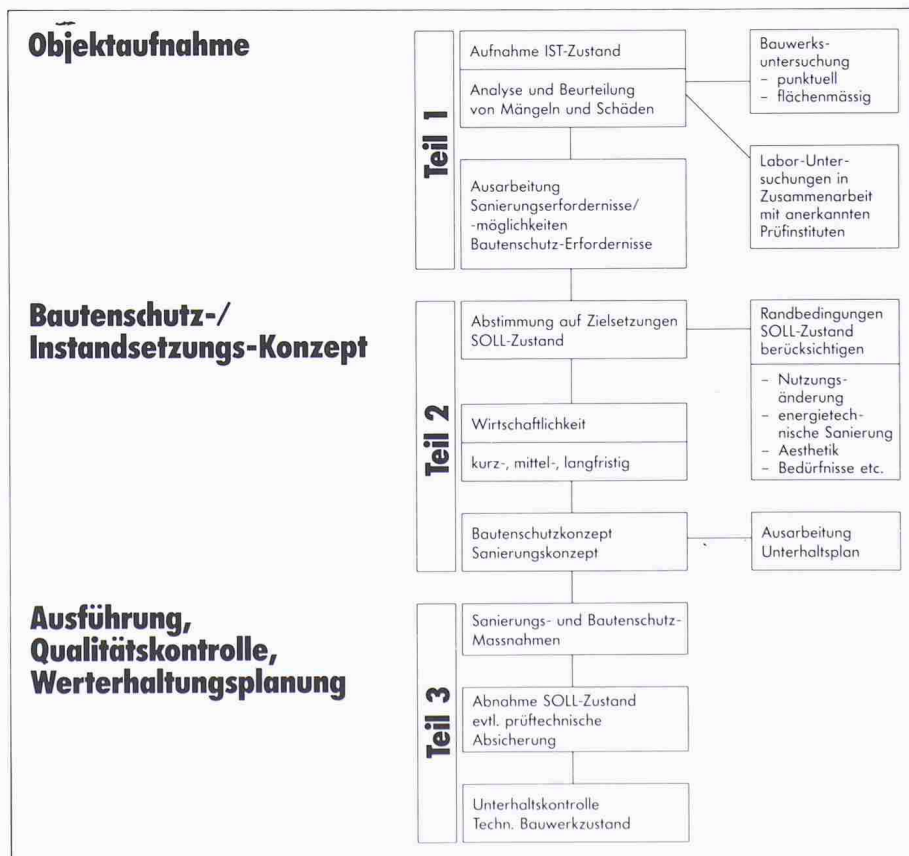 Objektaufnahme
Teil 1
Aufnahme IST-Zustand
Analyse und Beurteilung
von Mängeln und Schäden
Bauwerks-
untersuchung
– punktuell
– flächenmässig
Labor-Unter-
suchungen in
Zusammenarbeit
mit anerkannten
Prüfinstituten
Ausarbeitung
Sanierungserfordernisse/
-möglichkeiten
Bautenschutz-Erfordernisse
Bautenschutz-/
Instandsetzungs-Konzept
Teil 2
Abstimmung auf Zielsetzungen
SOLL-Zustand
Randbedingungen
SOLL-Zustand
berücksichtigen
– Nutzungs-
änderung
– energietech-
nische Sanierung
– Aesthetik
– Bedürfnisse etc.
Wirtschaftlichkeit
kurz-, mittel-, langfristig
Bautenschutzkonzept
Sanierungskonzept
Ausarbeitung
Unterhaltsplan
Ausführung,
Qualitätskontrolle,
Werterhaltungsplanung
Teil 3
Sanierungs- und Bautenschutz-
Massnahmen
Abnahme SOLL-Zustand
evtl. prüftechnische
Absicherung
Unterhaltskontrolle
Techn. Bauwerkzustand